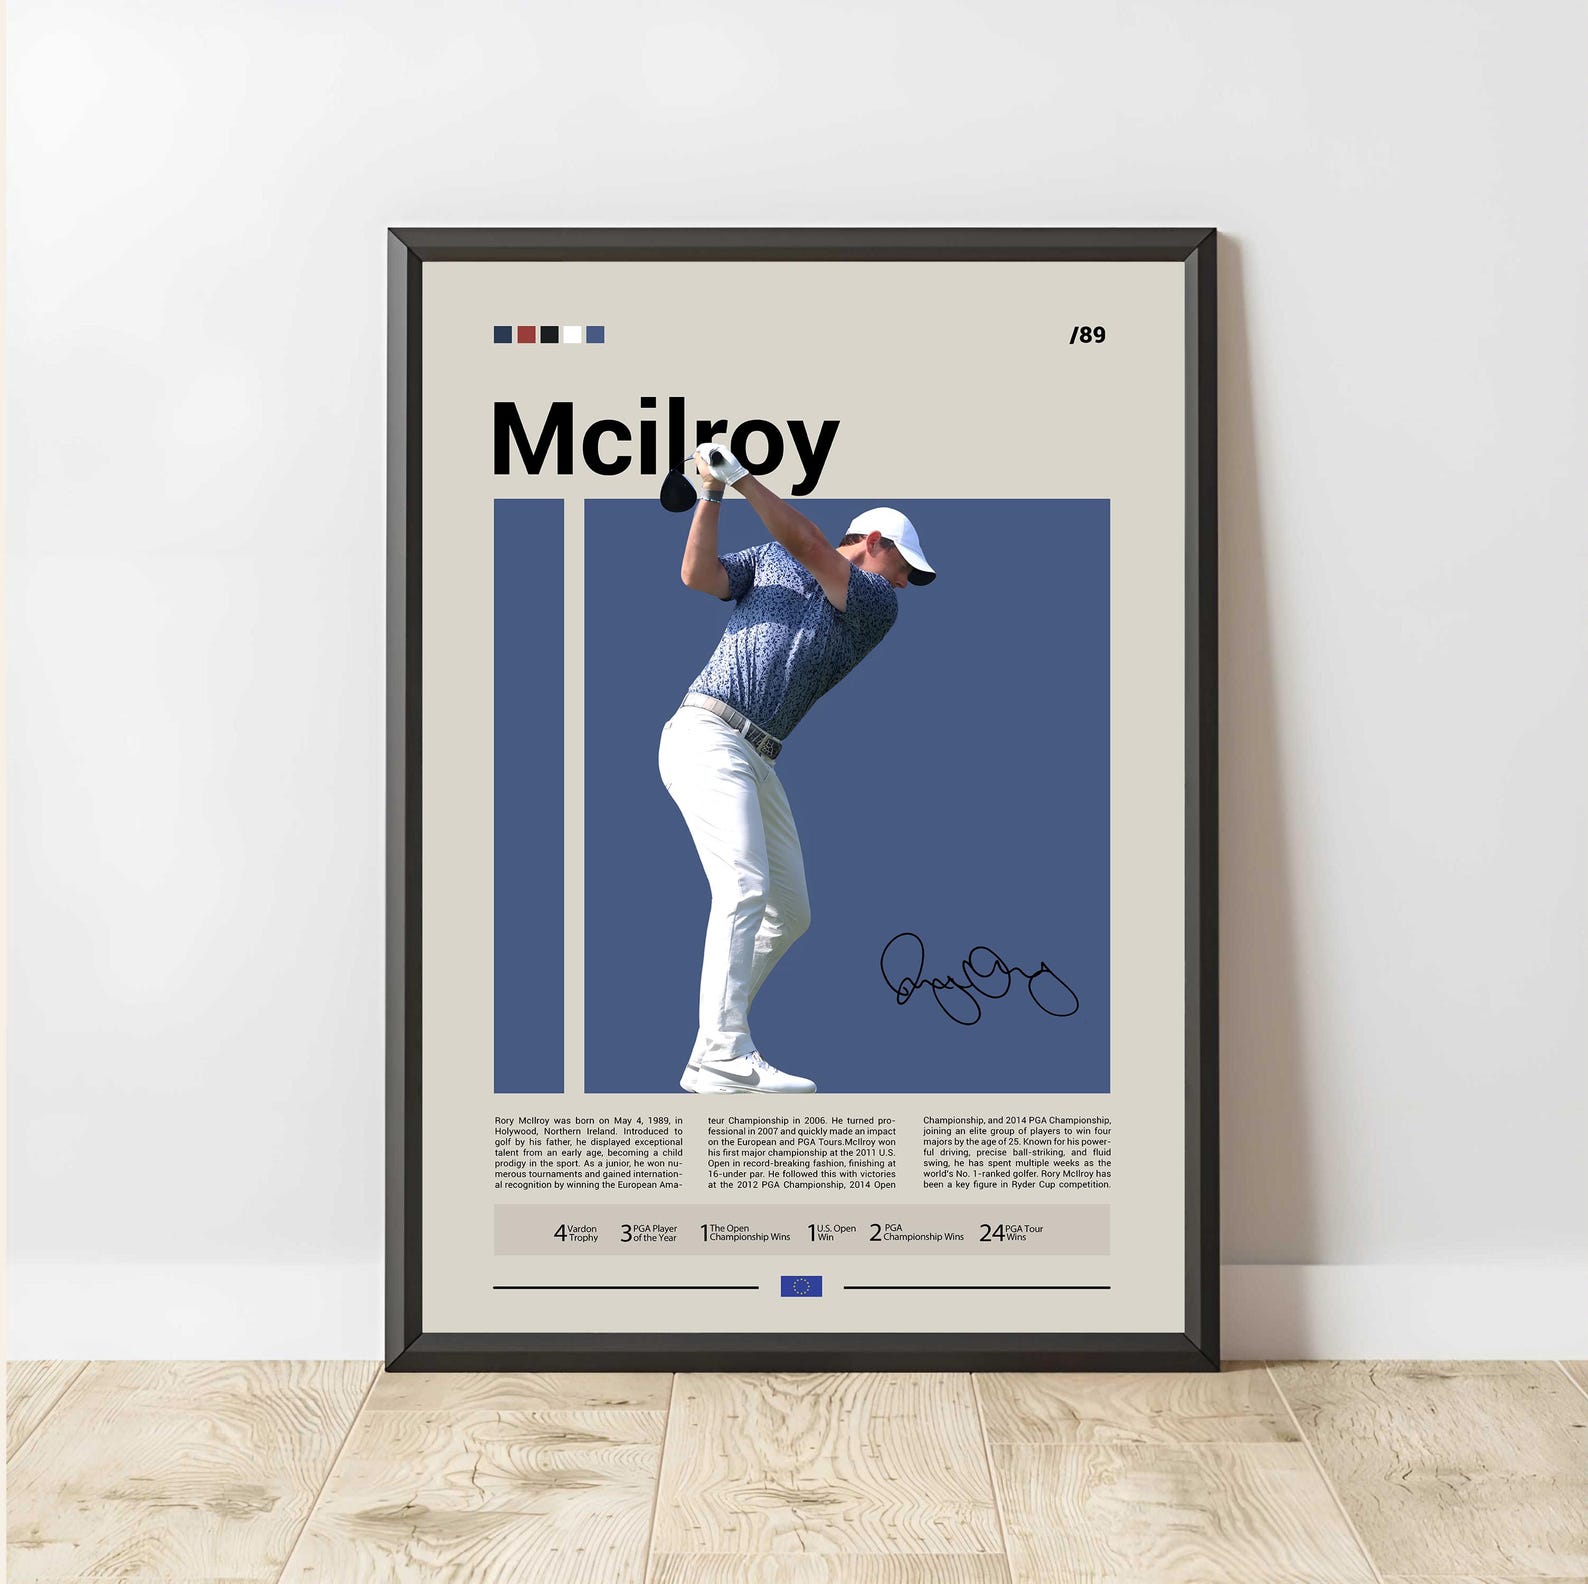 /89
Mcilroy
Rory McIlroy was born on May 4, 1989, in
Holywood, Northern Ireland. Introduced to
golf by his father, he displayed exceptional
talent from an early age, becoming a child
prodigy in the sport. As a junior, he won nu-
merous tournaments and gained internation-
al recognition by winning the European Ama-
teur Championship in 2006. He turned pro-
fessional in 2007 and quickly made an impact
on the European and PGA Tours.McIlroy won
his first major championship at the 2011 U.S.
Open in record-breaking fashion, finishing at
16-under par. He followed this with victories
at the 2012 PGA Championship, 2014 Open
Championship, and 2014 PGA Championship,
joining an elite group of players to win four
majors by the age of 25. Known for his power-
ful driving, precise ball-striking, and fluid
swing, he has spent multiple weeks as the
world's No. 1-ranked golfer. Rory McIlroy has
been a key figure in Ryder Cup competition.
4 Vardon
Trophy
3 PGA Player
of the Year
1 The Open
Championship Wins
1 U.S. Open
Win
2 PGA
Championship Wins
24 PGA Tour
Wins